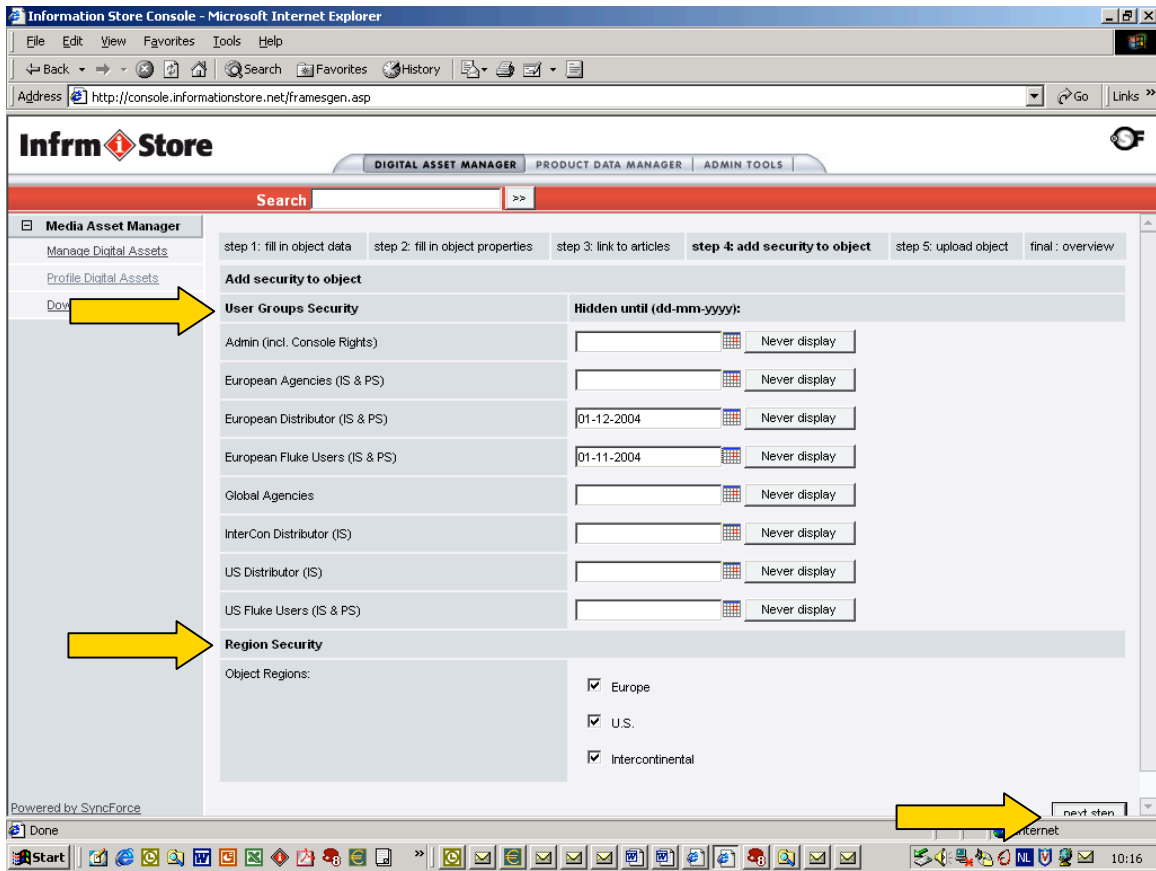 Information Store Console - Microsoft Internet Explorer
File Edit View Favorites Tools Help
Back Search Favorites History
Address http://console.informationstore.net/framesgen.asp Go Links »
Infrm i Store
DIGITAL ASSET MANAGER PRODUCT DATA MANAGER ADMIN TOOLS
Search >>
Media Asset Manager
Manage Digital Assets
Profile Digital Assets
step 1: fill in object data step 2: fill in object properties step 3: link to articles step 4: add security to object step 5: upload object final : overview
Add security to object
User Groups Security Hidden until (dd-mm-yyyy):
Admin (incl. Console Rights) Never display
European Agencies (IS & PS) Never display
European Distributor (IS & PS) 01-12-2004 Never display
European Fluke Users (IS & PS) 01-11-2004 Never display
Global Agencies Never display
InterCon Distributor (IS) Never display
US Distributor (IS) Never display
US Fluke Users (IS & PS) Never display
Region Security
Object Regions:
Europe
U.S.
Intercontinental
next step
Powered by SyncForce
Done
Start » NL 10:16